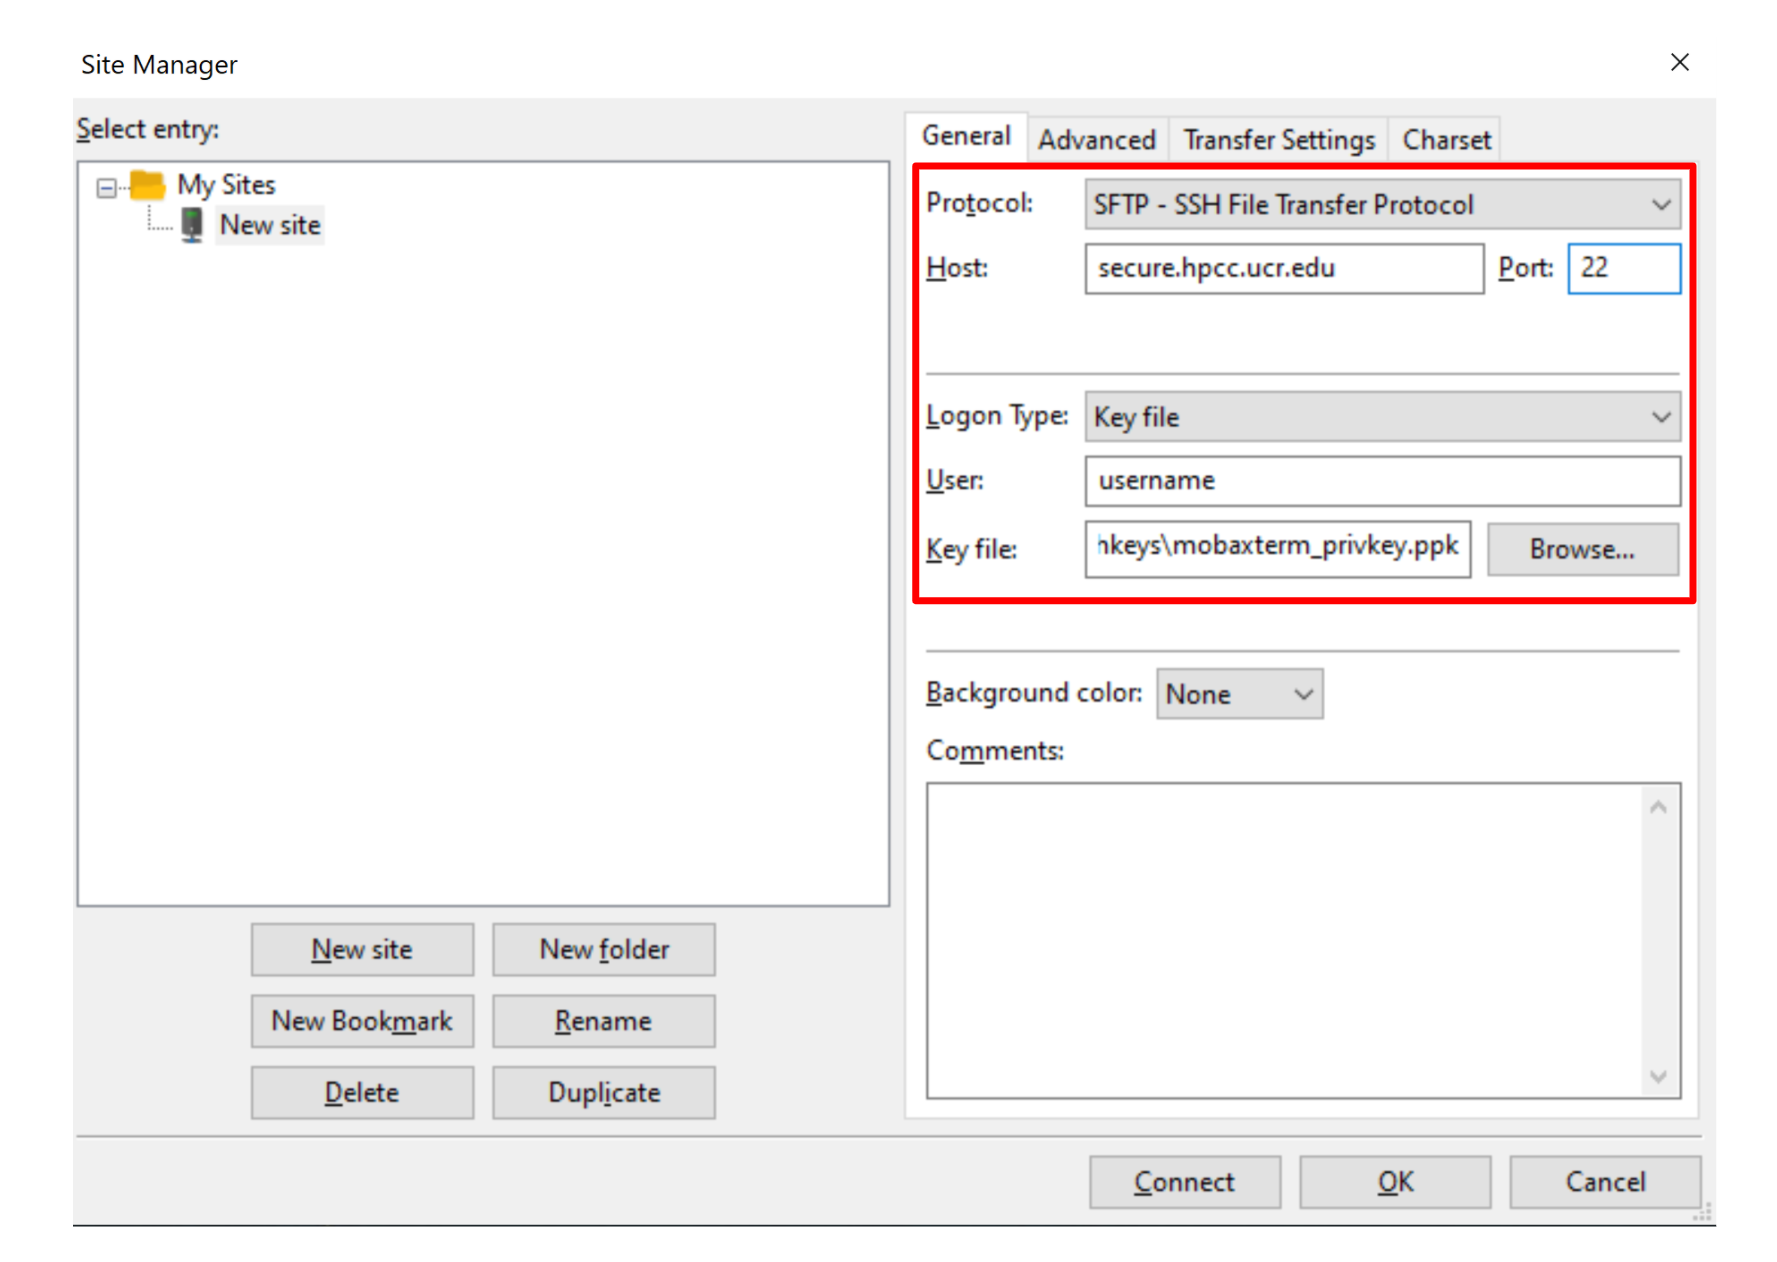 Site Manager
Select entry:
My Sites
New site
New site
New folder
New Bookmark
Rename
Delete
Duplicate
General
Advanced
Transfer Settings
Charset
Protocol:
SFTP - SSH File Transfer Protocol
Host:
secure.hpcc.ucr.edu
Port:
22
Logon Type:
Key file
User:
username
Key file:
hkeys\mobaxterm_privkey.ppk
Browse...
Background color:
None
Comments:
Connect
OK
Cancel